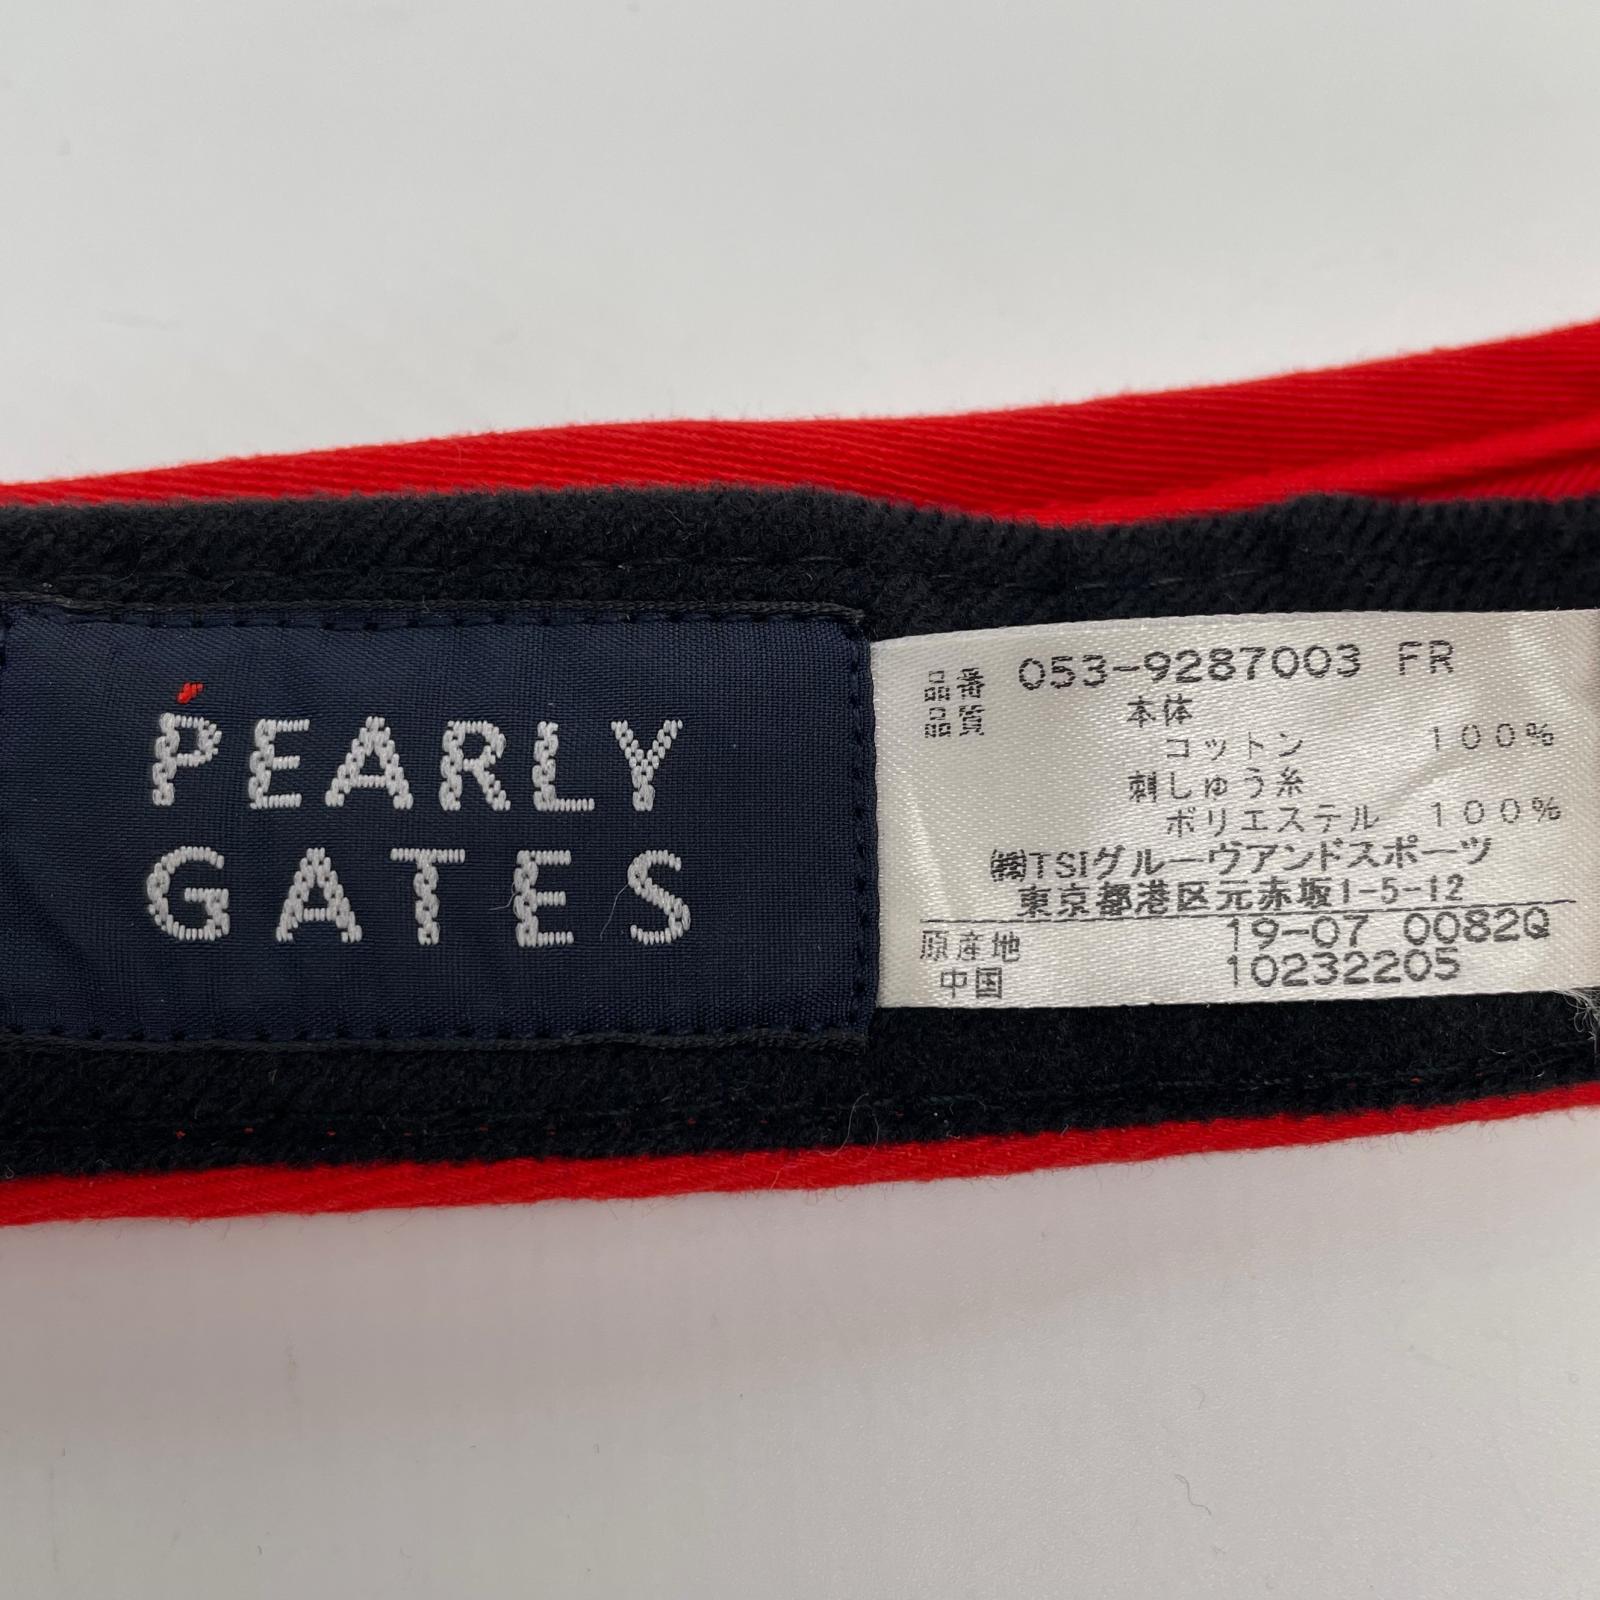 PEARLY
GATES
品番 053-9287003 FR
品質 本体
コットン 100%
刺しゅう糸
ポリエステル 100%
㈱TSIグルーヴアンドスポーツ
東京都港区元赤坂1-5-12
19-07 0082Q
原産地
中国 10232205